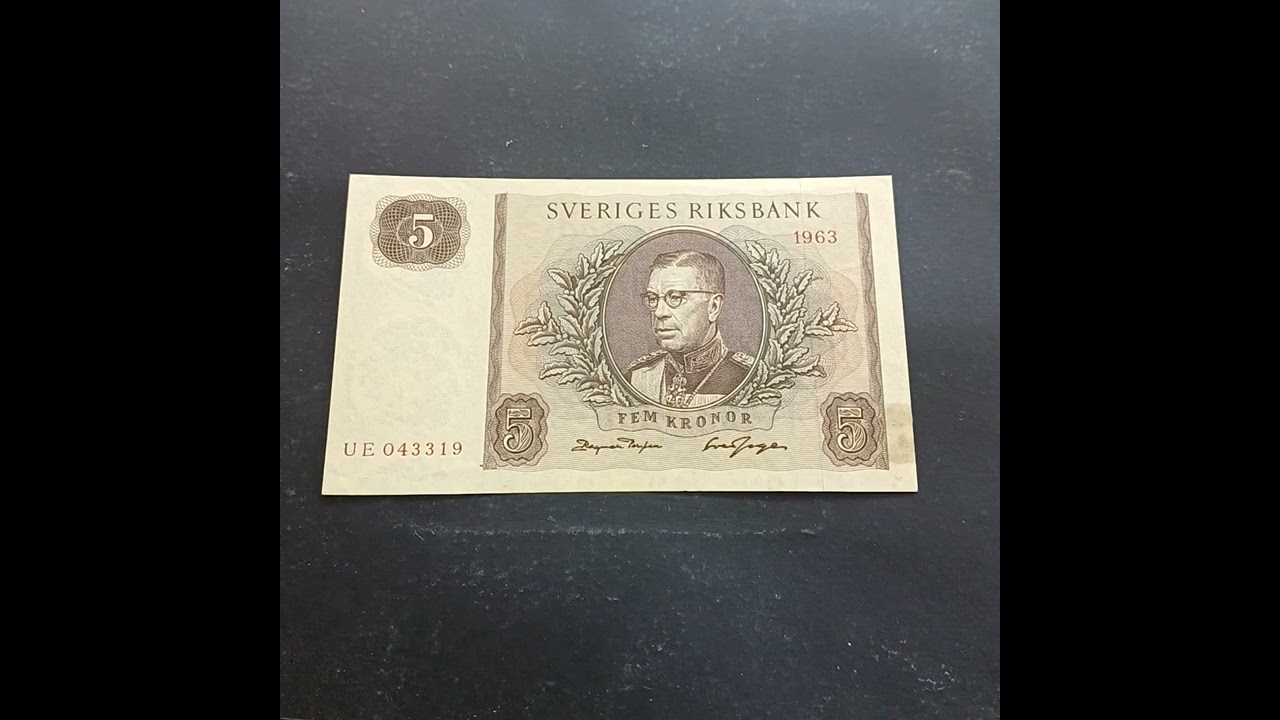 5
SVERIGES RIKSBANK
1963
FEM KRONOR
5
5
UE 043319